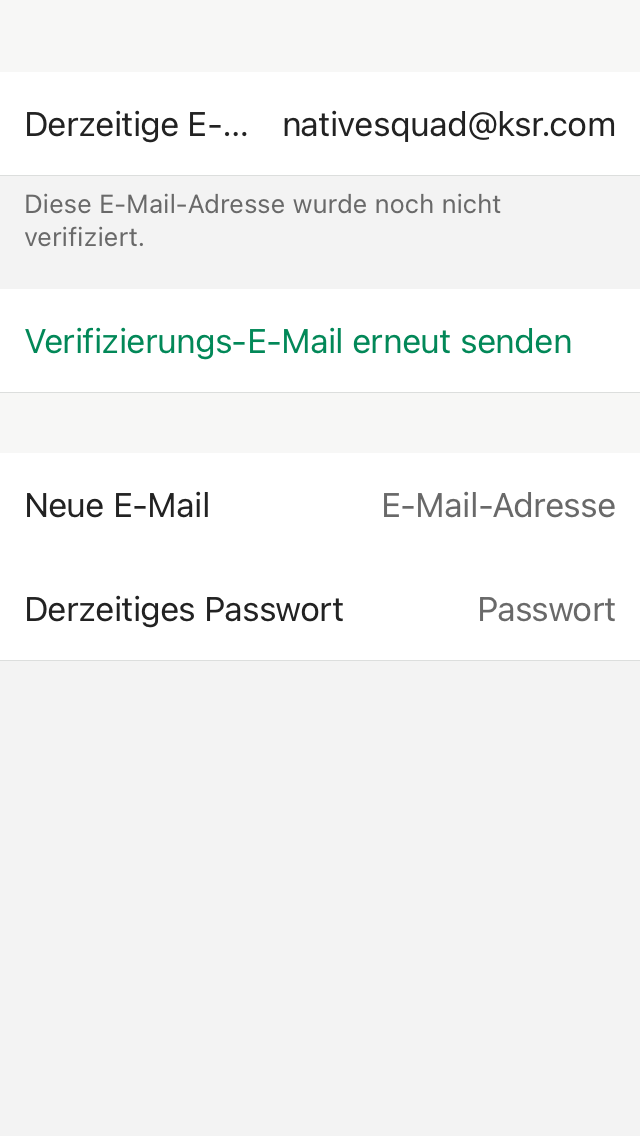 Derzeitige E-... nativesquad@ksr.com
Diese E-Mail-Adresse wurde noch nicht
verifiziert.
Verifizierungs-E-Mail erneut senden
Neue E-Mail E-Mail-Adresse
Derzeitiges Passwort Passwort